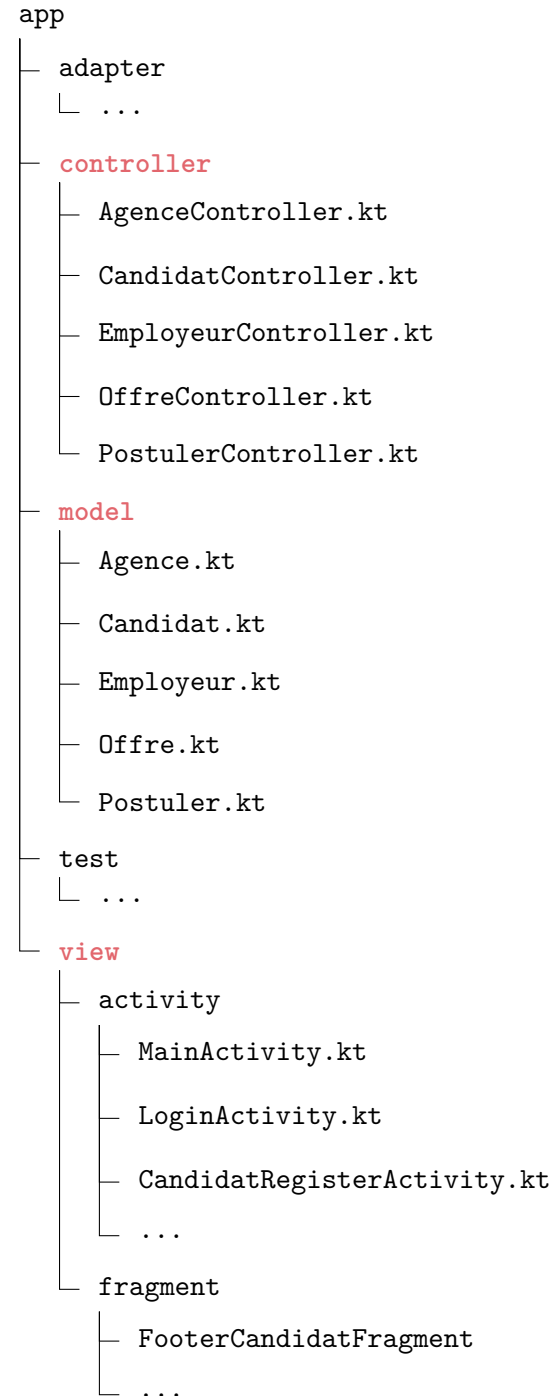 app
adapter
...
controller
AgenceController.kt
CandidatController.kt
EmployeurController.kt
OffreController.kt
PostulerController.kt
model
Agence.kt
Candidat.kt
Employeur.kt
Offre.kt
Postuler.kt
test
...
view
activity
MainActivity.kt
LoginActivity.kt
CandidatRegisterActivity.kt
...
fragment
FooterCandidatFragment
...